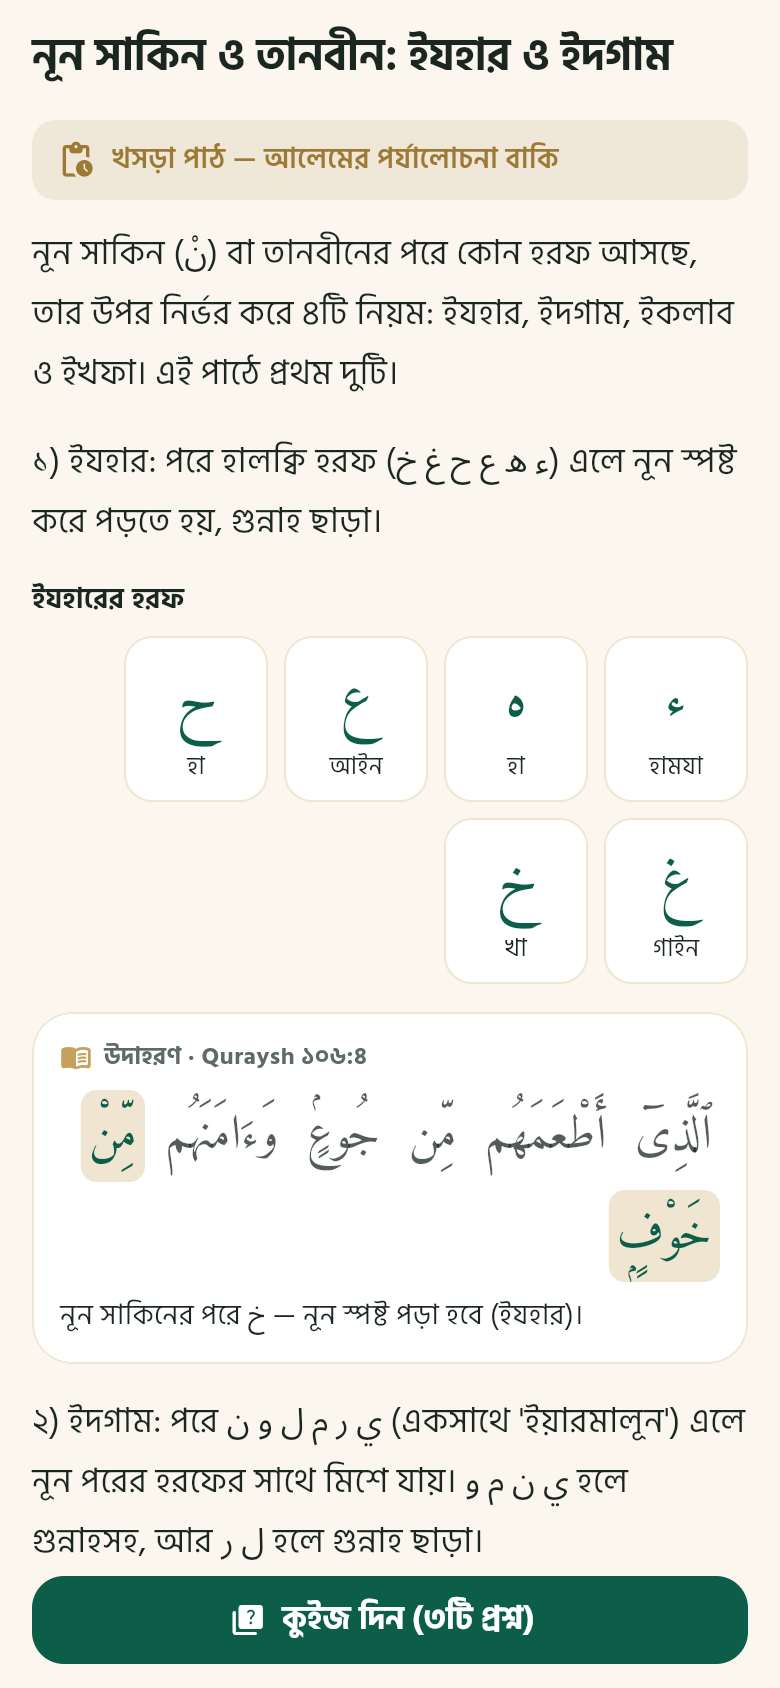 নূন সাকিন ও তানবীন: ইযহার ও ইদগাম
খসড়া পাঠ — আলেমের পর্যালোচনা বাকি
নূন সাকিন (نْ) বা তানবীনের পরে কোন হরফ আসছে,
তার উপর নির্ভর করে ৪টি নিয়ম: ইযহার, ইদগাম, ইকলাব
ও ইখফা। এই পাঠে প্রথম দুটি।
১) ইযহার: পরে হালক্বি হরফ (ء ه ع ح غ خ) এলে নূন স্পষ্ট
করে পড়তে হয়, গুন্নাহ ছাড়া।
ইযহারের হরফ
ء ه ع ح
হামযা হা আইন হা
غ خ
গাইন খা
উদাহরণ · Quraysh ১০৬:৪
ٱلَّذِىٓ أَطْعَمَهُم مِّن جُوعٍۢ وَءَامَنَهُم مِّنْ
خَوْفٍۭ
নূন সাকিনের পরে خ — নূন স্পষ্ট পড়া হবে (ইযহার)।
২) ইদগাম: পরে ي ر م ل و ن (একসাথে 'ইয়ারমালূন') এলে
নূন পরের হরফের সাথে মিশে যায়। ي ن م و হলে
গুন্নাহসহ, আর ل ر হলে গুন্নাহ ছাড়া।
কুইজ দিন (৩টি প্রশ্ন)